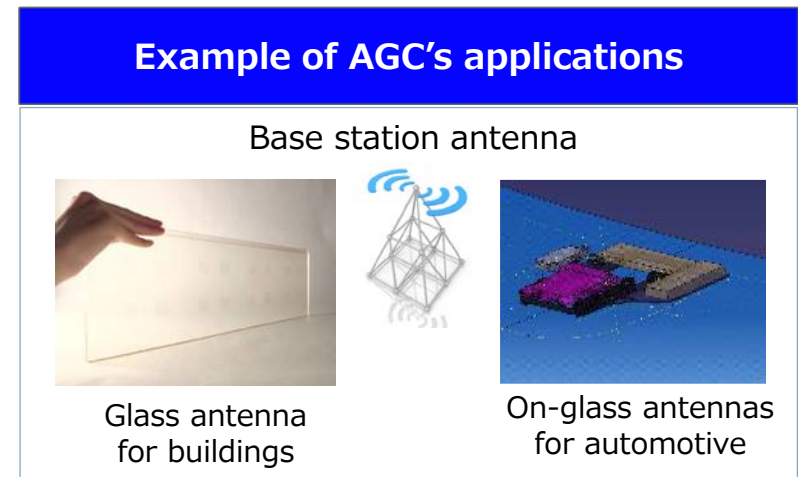 Example of AGC’s applications
Base station antenna
Glass antenna
for buildings
On-glass antennas
for automotive